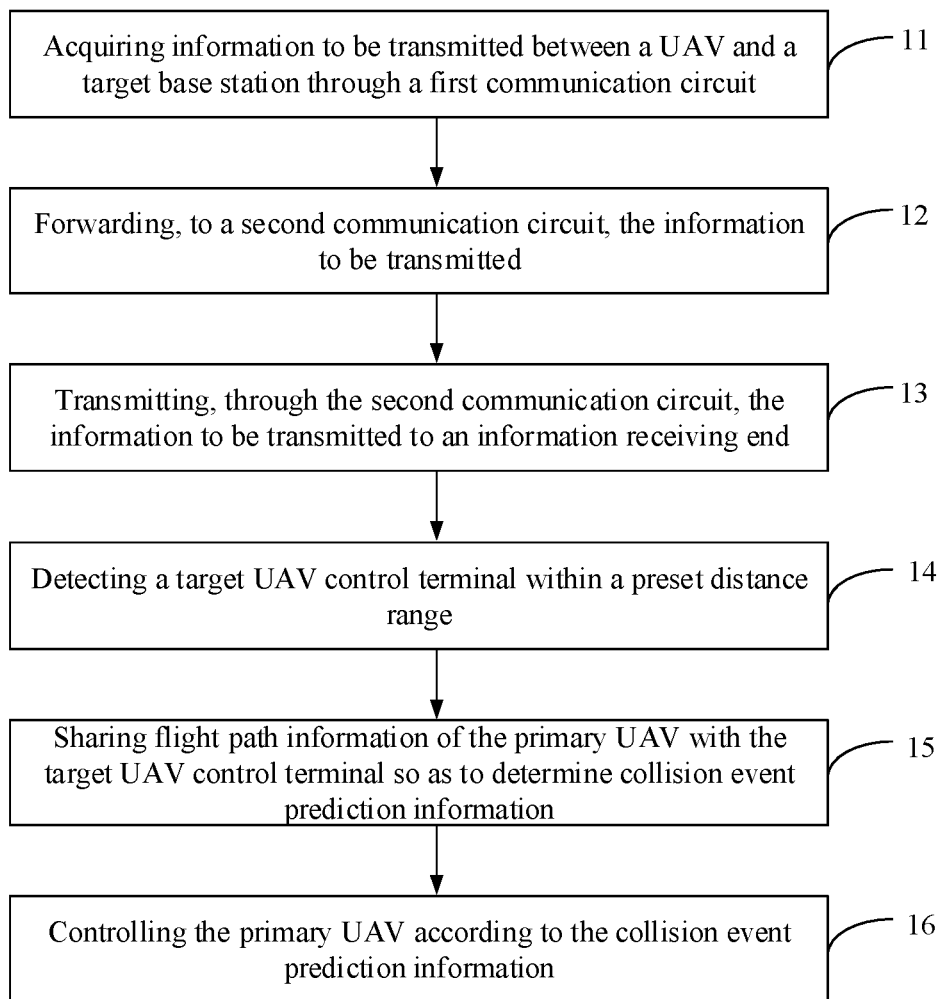 Acquiring information to be transmitted between a UAV and a
target base station through a first communication circuit
11
Forwarding, to a second communication circuit, the information
to be transmitted
12
Transmitting, through the second communication circuit, the
information to be transmitted to an information receiving end
13
Detecting a target UAV control terminal within a preset distance
range
14
Sharing flight path information of the primary UAV with the
target UAV control terminal so as to determine collision event
prediction information
15
Controlling the primary UAV according to the collision event
prediction information
16